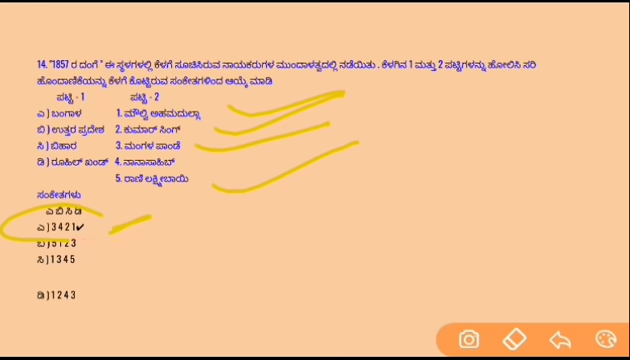 14. "1857 ರ ದಂಗೆ " ಈ ಸ್ಥಳಗಳಲ್ಲಿ ಕೆಳಗೆ ಸೂಚಿಸಿರುವ ನಾಯಕರುಗಳ ಮುಂದಾಳತ್ವದಲ್ಲಿ ನಡೆಯಿತು . ಕೆಳಗಿನ 1 ಮತ್ತು 2 ಪಟ್ಟಿಗಳನ್ನು ಹೋಲಿಸಿ ಸರಿ
ಹೊಂದಾಣಿಕೆಯನ್ನು ಕೆಳಗೆ ಕೊಟ್ಟಿರುವ ಸಂಕೇತಗಳಿಂದ ಆಯ್ಕೆ ಮಾಡಿ
ಪಟ್ಟಿ - 1 ಪಟ್ಟಿ - 2
ಎ ) ಬಂಗಾಳ 1. ಮೌಲ್ವಿ ಅಹಮದುಲ್ಲಾ
ಬಿ ) ಉತ್ತರ ಪ್ರದೇಶ 2. ಕುಮಾರ್ ಸಿಂಗ್
ಸಿ ) ಬಿಹಾರ 3. ಮಂಗಳ ಪಾಂಡೆ
ಡಿ ) ರೂಹಿಲ್ ಖಂಡ್ 4. ನಾನಾಸಾಹಿಬ್
5. ರಾಣಿ ಲಕ್ಷ್ಮೀಬಾಯಿ
ಸಂಕೇತಗಳು
ಎ ಬಿ ಸಿ ಡಿ
ಎ ) 3 4 2 1✔
ಬಿ ) 5 1 2 3
ಸಿ ) 1 3 4 5
ಡಿ ) 1 2 4 3